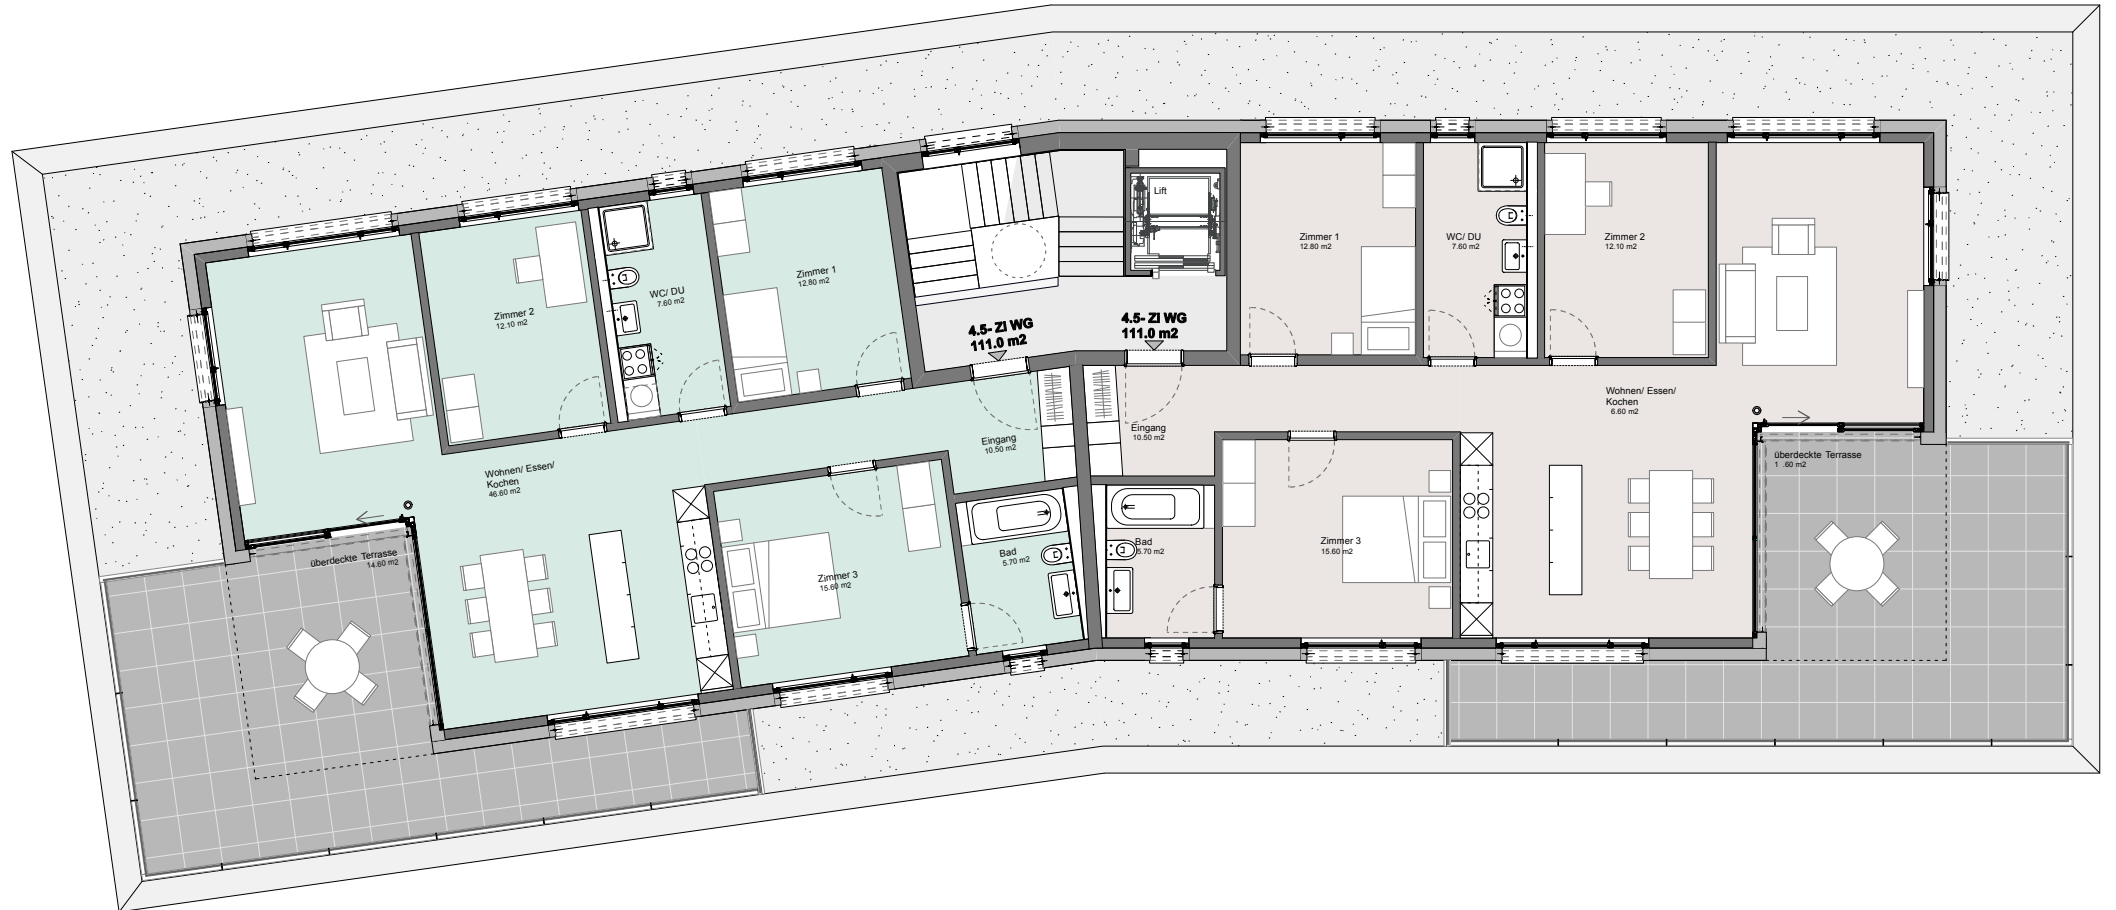 Lift
Zimmer 1
12.80 m2
WC/ DU
7.60 m2
Zimmer 2
12.10 m2
Zimmer 1
12.80 m2
WC/ DU
7.60 m2
Zimmer 2
12.10 m2
4.5- ZI WG
111.0 m2
4.5- ZI WG
111.0 m2
Wohnen/ Essen/
Kochen
6.60 m2
Eingang
10.50 m2
Eingang
10.50 m2
Wohnen/ Essen/
Kochen
46.60 m2
überdeckte Terrasse
1 .60 m2
überdeckte Terrasse
14.60 m2
Bad
5.70 m2
Zimmer 3
15.60 m2
Bad
5.70 m2
Zimmer 3
15.60 m2